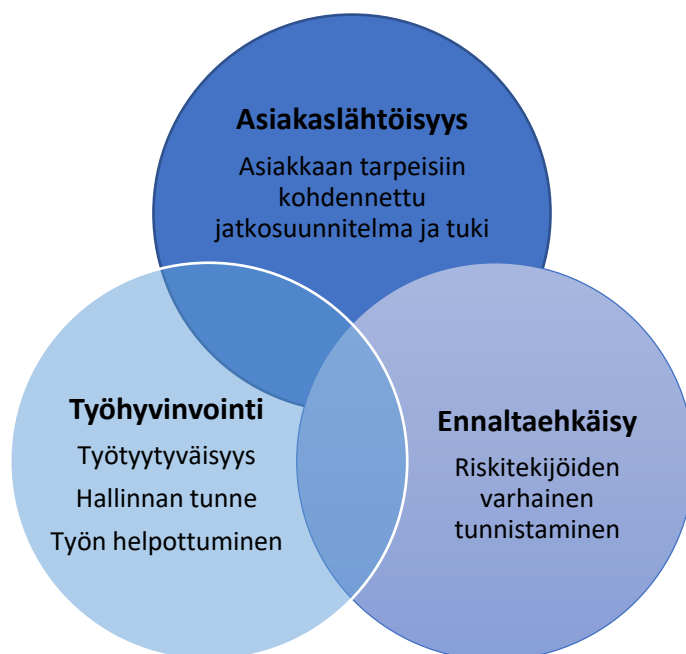 Asiakaslähtöisyys
Asiakkaan tarpeisiin
kohdennettu
jatkosuunnitelma ja tuki
Työhyvinvointi
Työtyytyväisyys
Hallinnan tunne
Työn helpottuminen
Ennaltaehkäisy
Riskitekijöiden
varhainen
tunnistaminen